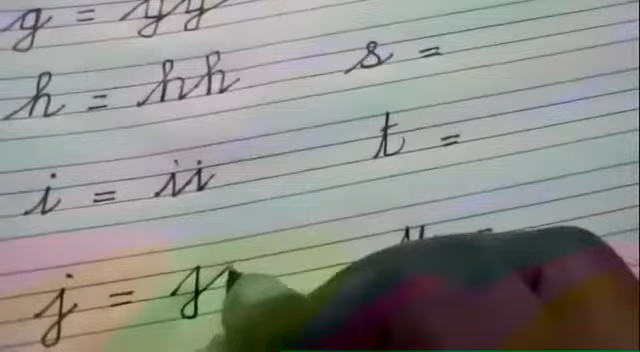 g = gg
h = hh s =
i = ii t =
j =